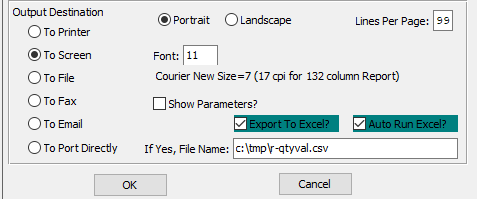 Output Destination
Portrait Landscape Lines Per Page: 99
To Printer
To Screen Font: 11
To File Courier New Size=7 (17 cpi for 132 column Report)
To Fax Show Parameters?
To Email Export To Excel? Auto Run Excel?
To Port Directly If Yes, File Name: c:\tmp\r-qtyval.csv
OK Cancel